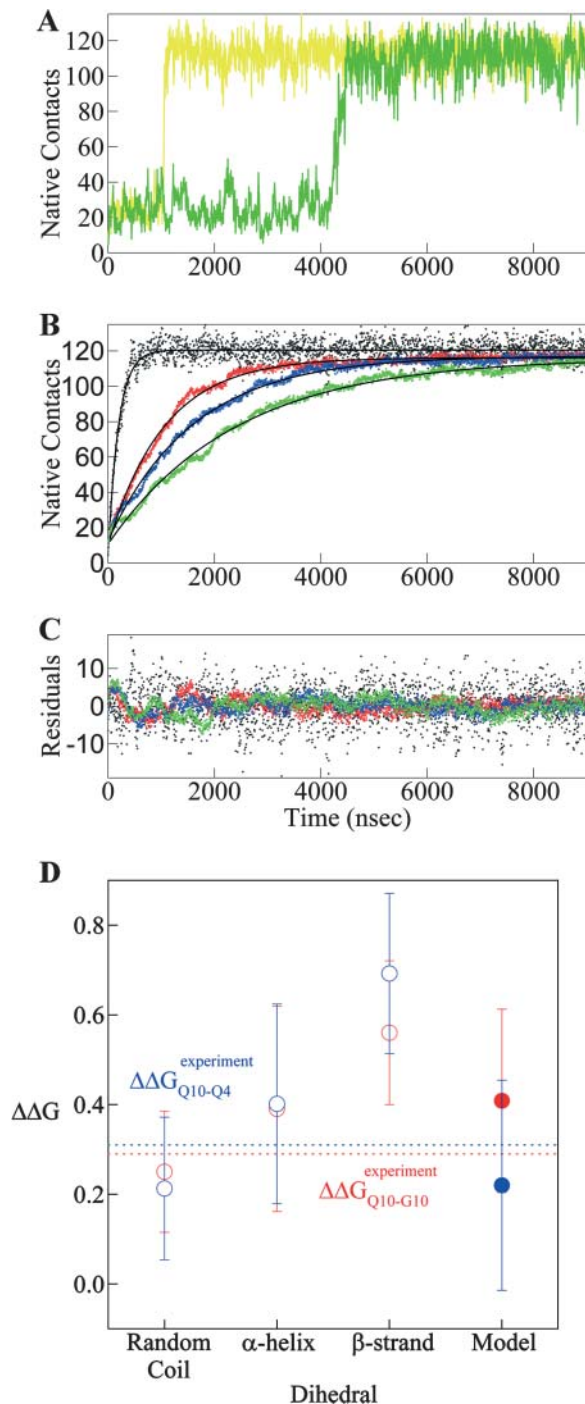 A
120
100
80
60
40
20
0
Native Contacts
0 2000 4000 6000 8000
B
120
100
80
60
40
20
0
Native Contacts
0 2000 4000 6000 8000
C
10
0
-10
Residuals
0 2000 4000 6000 8000
Time (nsec)
D
0.8
0.6
0.4
0.2
0.0
ΔΔG
ΔΔG experiment Q10-Q4
ΔΔG experiment Q10-G10
Random Coil
α-helix
β-strand
Model
Dihedral